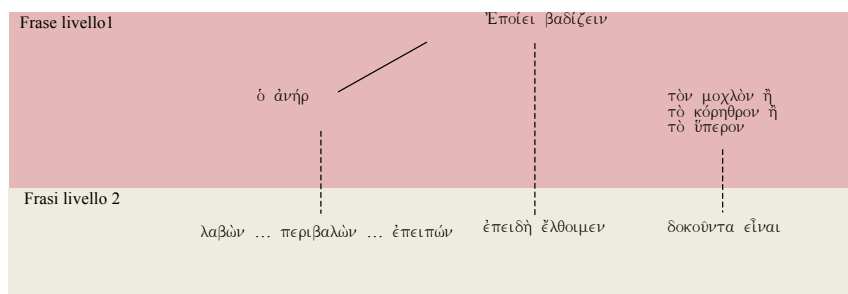 Frase livello1
Ἐποίει βαδίζειν
ὁ ἀνήρ
τὸν μοχλὸν ἢ
τὸ κόρηθρον ἢ
τὸ ὕπερον
Frasi livello 2
λαβὼν … περιβαλὼν … ἐπειπών
ἐπειδὴ ἔλθοιμεν
δοκοῦντα εἶναι